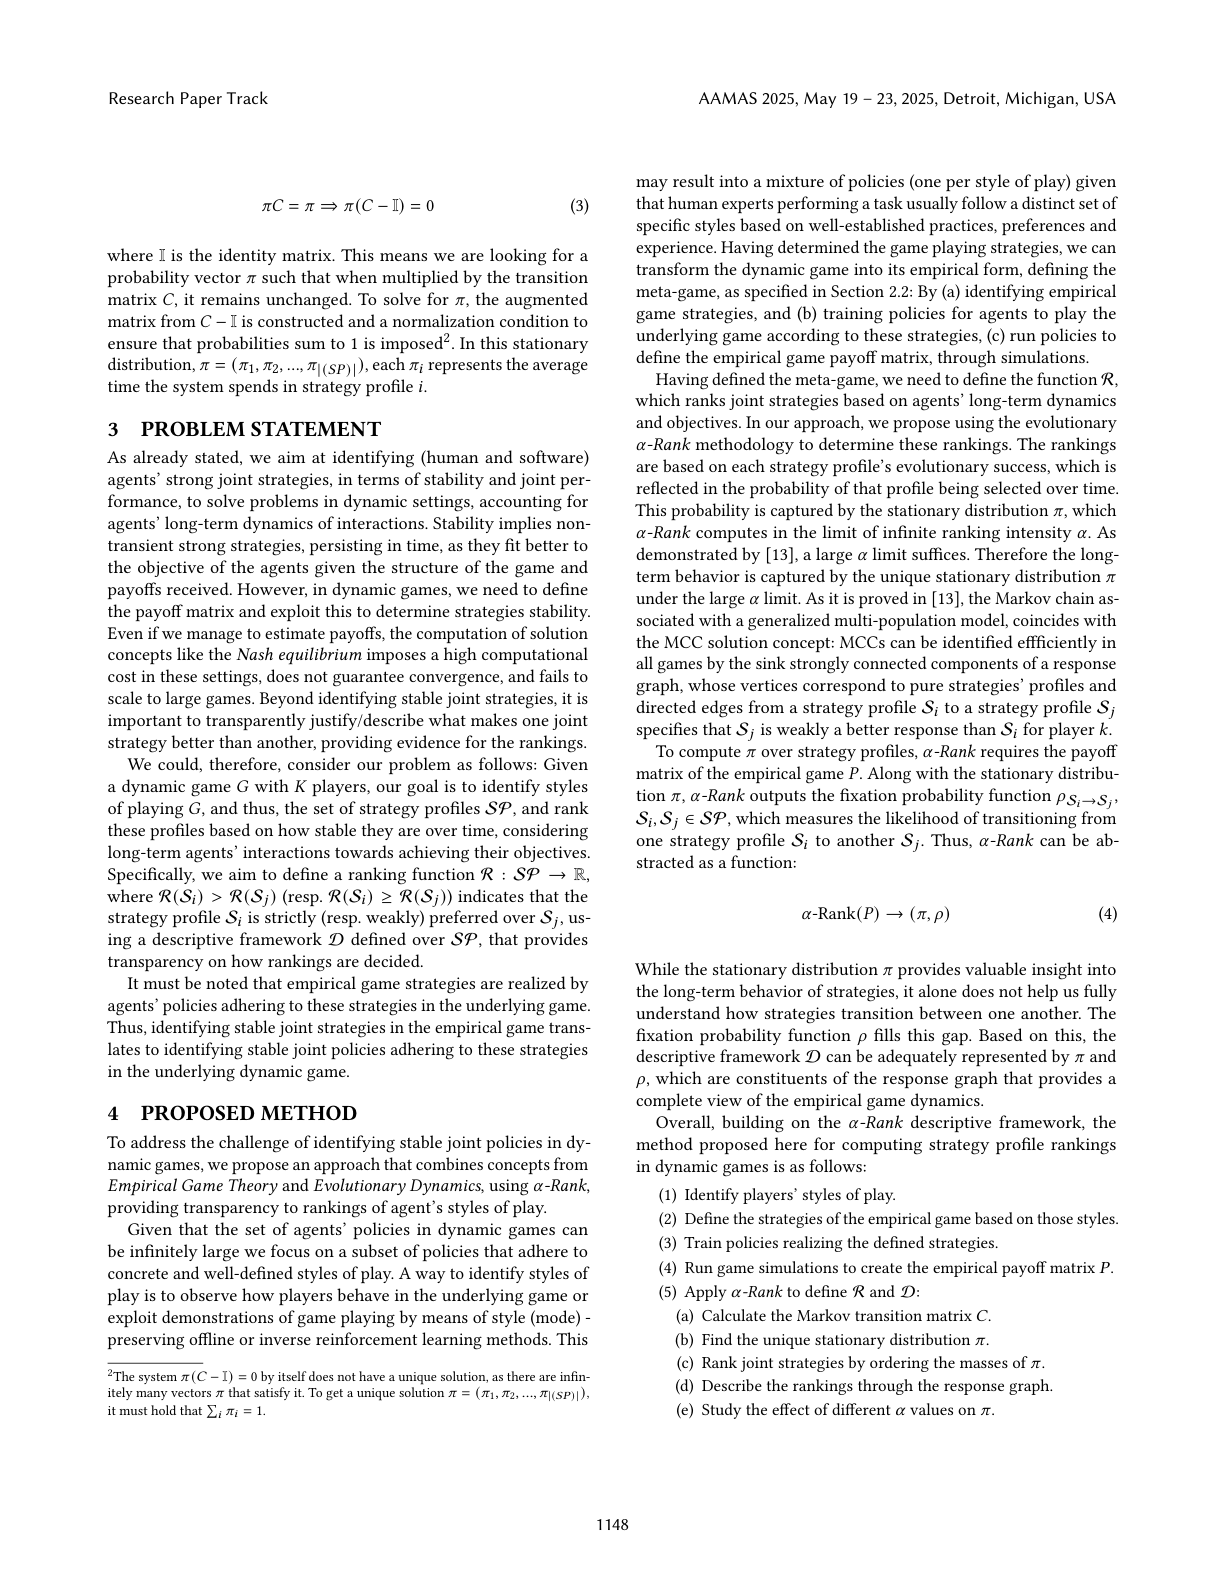 Research Paper Track
AAMAS 2025, May 19 – 23, 2025, Detroit, Michigan, USA
πC = π ⇒ π(C − 𝕀) = 0 (3)
where 𝕀 is the identity matrix. This means we are looking for a
probability vector π such that when multiplied by the transition
matrix C, it remains unchanged. To solve for π, the augmented
matrix from C − 𝕀 is constructed and a normalization condition to
ensure that probabilities sum to 1 is imposed². In this stationary
distribution, π = (π₁, π₂, ..., π|(SP)|), each πᵢ represents the average
time the system spends in strategy profile i.
3 PROBLEM STATEMENT
As already stated, we aim at identifying (human and software)
agents' strong joint strategies, in terms of stability and joint per-
formance, to solve problems in dynamic settings, accounting for
agents' long-term dynamics of interactions. Stability implies non-
transient strong strategies, persisting in time, as they fit better to
the objective of the agents given the structure of the game and
payoffs received. However, in dynamic games, we need to define
the payoff matrix and exploit this to determine strategies stability.
Even if we manage to estimate payoffs, the computation of solution
concepts like the Nash equilibrium imposes a high computational
cost in these settings, does not guarantee convergence, and fails to
scale to large games. Beyond identifying stable joint strategies, it is
important to transparently justify/describe what makes one joint
strategy better than another, providing evidence for the rankings.
We could, therefore, consider our problem as follows: Given
a dynamic game G with K players, our goal is to identify styles
of playing G, and thus, the set of strategy profiles 𝒮𝒫, and rank
these profiles based on how stable they are over time, considering
long-term agents' interactions towards achieving their objectives.
Specifically, we aim to define a ranking function ℛ : 𝒮𝒫 → ℝ,
where ℛ(𝒮ᵢ) > ℛ(𝒮ⱼ) (resp. ℛ(𝒮ᵢ) ≥ ℛ(𝒮ⱼ)) indicates that the
strategy profile 𝒮ᵢ is strictly (resp. weakly) preferred over 𝒮ⱼ, us-
ing a descriptive framework 𝒟 defined over 𝒮𝒫, that provides
transparency on how rankings are decided.
It must be noted that empirical game strategies are realized by
agents' policies adhering to these strategies in the underlying game.
Thus, identifying stable joint strategies in the empirical game trans-
lates to identifying stable joint policies adhering to these strategies
in the underlying dynamic game.
4 PROPOSED METHOD
To address the challenge of identifying stable joint policies in dy-
namic games, we propose an approach that combines concepts from
Empirical Game Theory and Evolutionary Dynamics, using α-Rank,
providing transparency to rankings of agent's styles of play.
Given that the set of agents' policies in dynamic games can
be infinitely large we focus on a subset of policies that adhere to
concrete and well-defined styles of play. A way to identify styles of
play is to observe how players behave in the underlying game or
exploit demonstrations of game playing by means of style (mode) -
preserving offline or inverse reinforcement learning methods. This
²The system π(C − 𝕀) = 0 by itself does not have a unique solution, as there are infin-
itely many vectors π that satisfy it. To get a unique solution π = (π₁, π₂, ..., π|(SP)|),
it must hold that ∑ᵢ πᵢ = 1.
may result into a mixture of policies (one per style of play) given
that human experts performing a task usually follow a distinct set of
specific styles based on well-established practices, preferences and
experience. Having determined the game playing strategies, we can
transform the dynamic game into its empirical form, defining the
meta-game, as specified in Section 2.2: By (a) identifying empirical
game strategies, and (b) training policies for agents to play the
underlying game according to these strategies, (c) run policies to
define the empirical game payoff matrix, through simulations.
Having defined the meta-game, we need to define the function ℛ,
which ranks joint strategies based on agents' long-term dynamics
and objectives. In our approach, we propose using the evolutionary
α-Rank methodology to determine these rankings. The rankings
are based on each strategy profile's evolutionary success, which is
reflected in the probability of that profile being selected over time.
This probability is captured by the stationary distribution π, which
α-Rank computes in the limit of infinite ranking intensity α. As
demonstrated by [13], a large α limit suffices. Therefore the long-
term behavior is captured by the unique stationary distribution π
under the large α limit. As it is proved in [13], the Markov chain as-
sociated with a generalized multi-population model, coincides with
the MCC solution concept: MCCs can be identified effficiently in
all games by the sink strongly connected components of a response
graph, whose vertices correspond to pure strategies' profiles and
directed edges from a strategy profile 𝒮ᵢ to a strategy profile 𝒮ⱼ
specifies that 𝒮ⱼ is weakly a better response than 𝒮ᵢ for player k.
To compute π over strategy profiles, α-Rank requires the payoff
matrix of the empirical game P. Along with the stationary distribu-
tion π, α-Rank outputs the fixation probability function ρ𝒮ᵢ→𝒮ⱼ,
𝒮ᵢ, 𝒮ⱼ ∈ 𝒮𝒫, which measures the likelihood of transitioning from
one strategy profile 𝒮ᵢ to another 𝒮ⱼ. Thus, α-Rank can be ab-
stracted as a function:
α-Rank(P) → (π, ρ) (4)
While the stationary distribution π provides valuable insight into
the long-term behavior of strategies, it alone does not help us fully
understand how strategies transition between one another. The
fixation probability function ρ fills this gap. Based on this, the
descriptive framework 𝒟 can be adequately represented by π and
ρ, which are constituents of the response graph that provides a
complete view of the empirical game dynamics.
Overall, building on the α-Rank descriptive framework, the
method proposed here for computing strategy profile rankings
in dynamic games is as follows:
(1) Identify players' styles of play.
(2) Define the strategies of the empirical game based on those styles.
(3) Train policies realizing the defined strategies.
(4) Run game simulations to create the empirical payoff matrix P.
(5) Apply α-Rank to define ℛ and 𝒟:
(a) Calculate the Markov transition matrix C.
(b) Find the unique stationary distribution π.
(c) Rank joint strategies by ordering the masses of π.
(d) Describe the rankings through the response graph.
(e) Study the effect of different α values on π.
1148